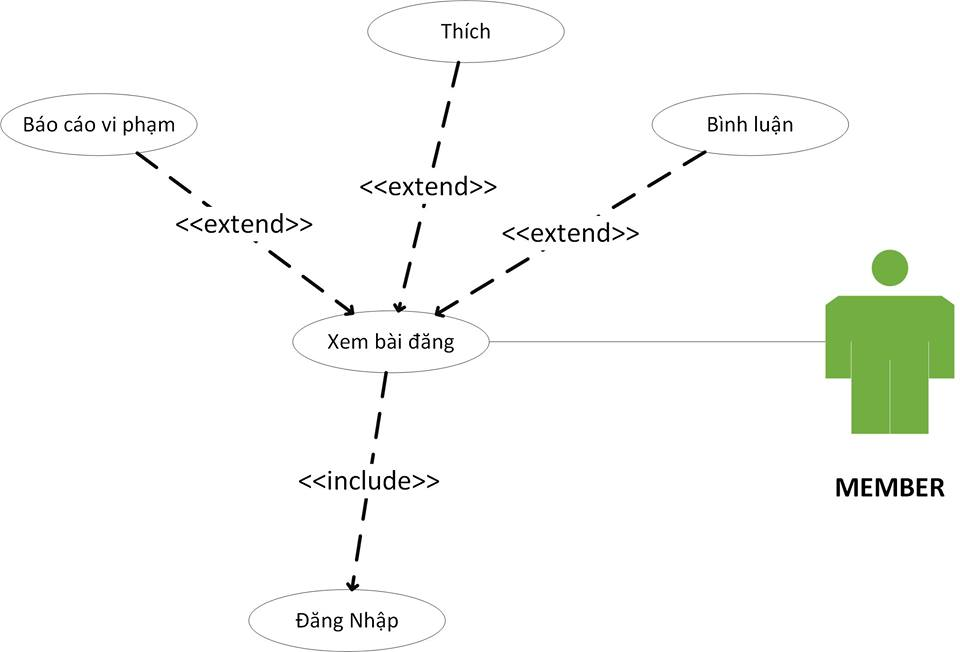 Thích
Báo cáo vi phạm
Bình luận
<<extend>>
<<extend>>
<<extend>>
Xem bài đăng
<<include>>
MEMBER
Đăng Nhập